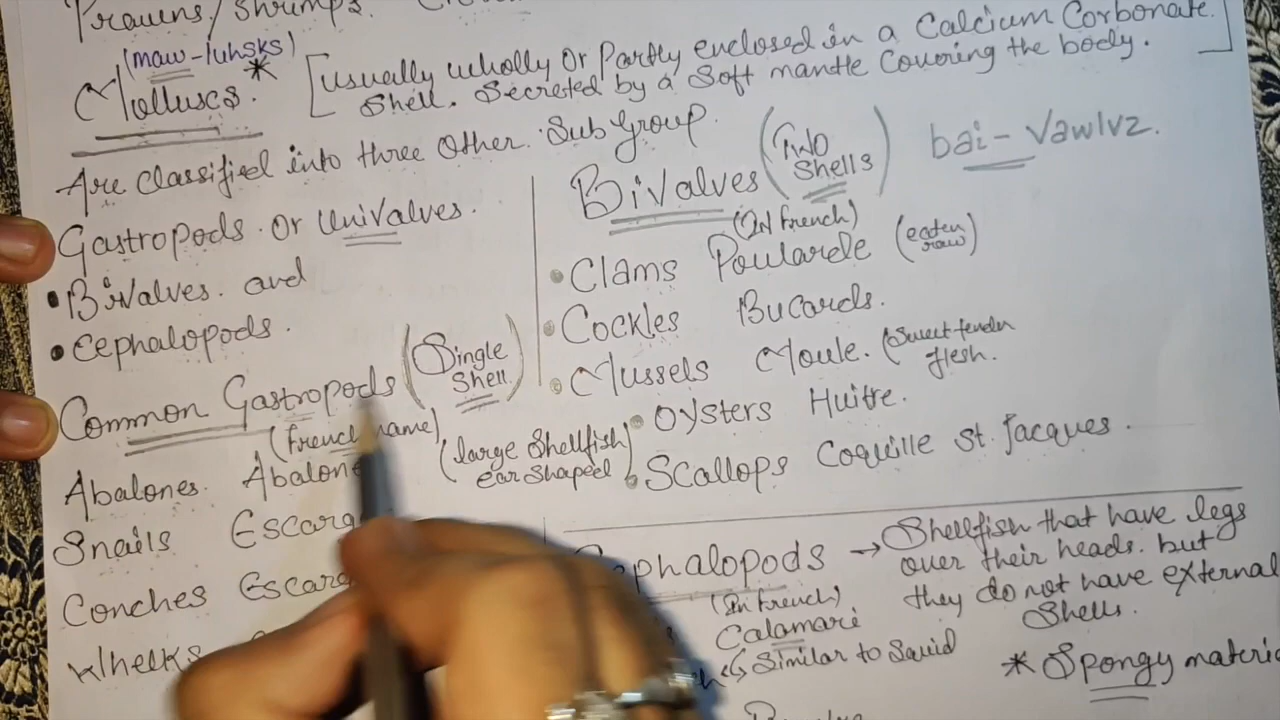 Prawns/ Shrimps.
(maw-luhsks)
Molluscs. * [usually wholly or Partly enclosed in a Calcium Corbonate.
Shell. Secreted by a Soft mantle Covoring the body.]
Are Classified into three Other Sub Group.
Gastropods. or Univalves.
• Bivalves. and
• Cephalopods.
Common Gastropods (Single Shell)
(french name)
Abalones. Abalone (large Shellfish ear shaped)
Snails Escarg
Conches Escarg
Whelks
Bivalves (Two Shells) bai-vawlvz.
(In french)
• Clams Poularde (eaten raw)
• Cockles Bucards.
• Mussels Moule. (Sweet tender flesh.
• Oysters Huitre.
• Scallops Coquille St. Jacques.
Cephalopods → Shellfish that have legs
over their heads. but
they do not have external
Shells.
(In french)
Calamari
Similar to Squid
* Spongy materia